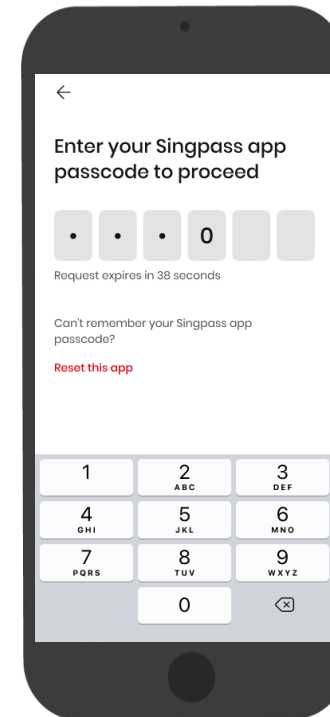 Enter your Singpass app
passcode to proceed
• • • 0
Request expires in 38 seconds
Can't remember your Singpass app
passcode?
Reset this app
1 2 3
ABC DEF
4 5 6
GHI JKL MNO
7 8 9
PQRS TUV WXYZ
0